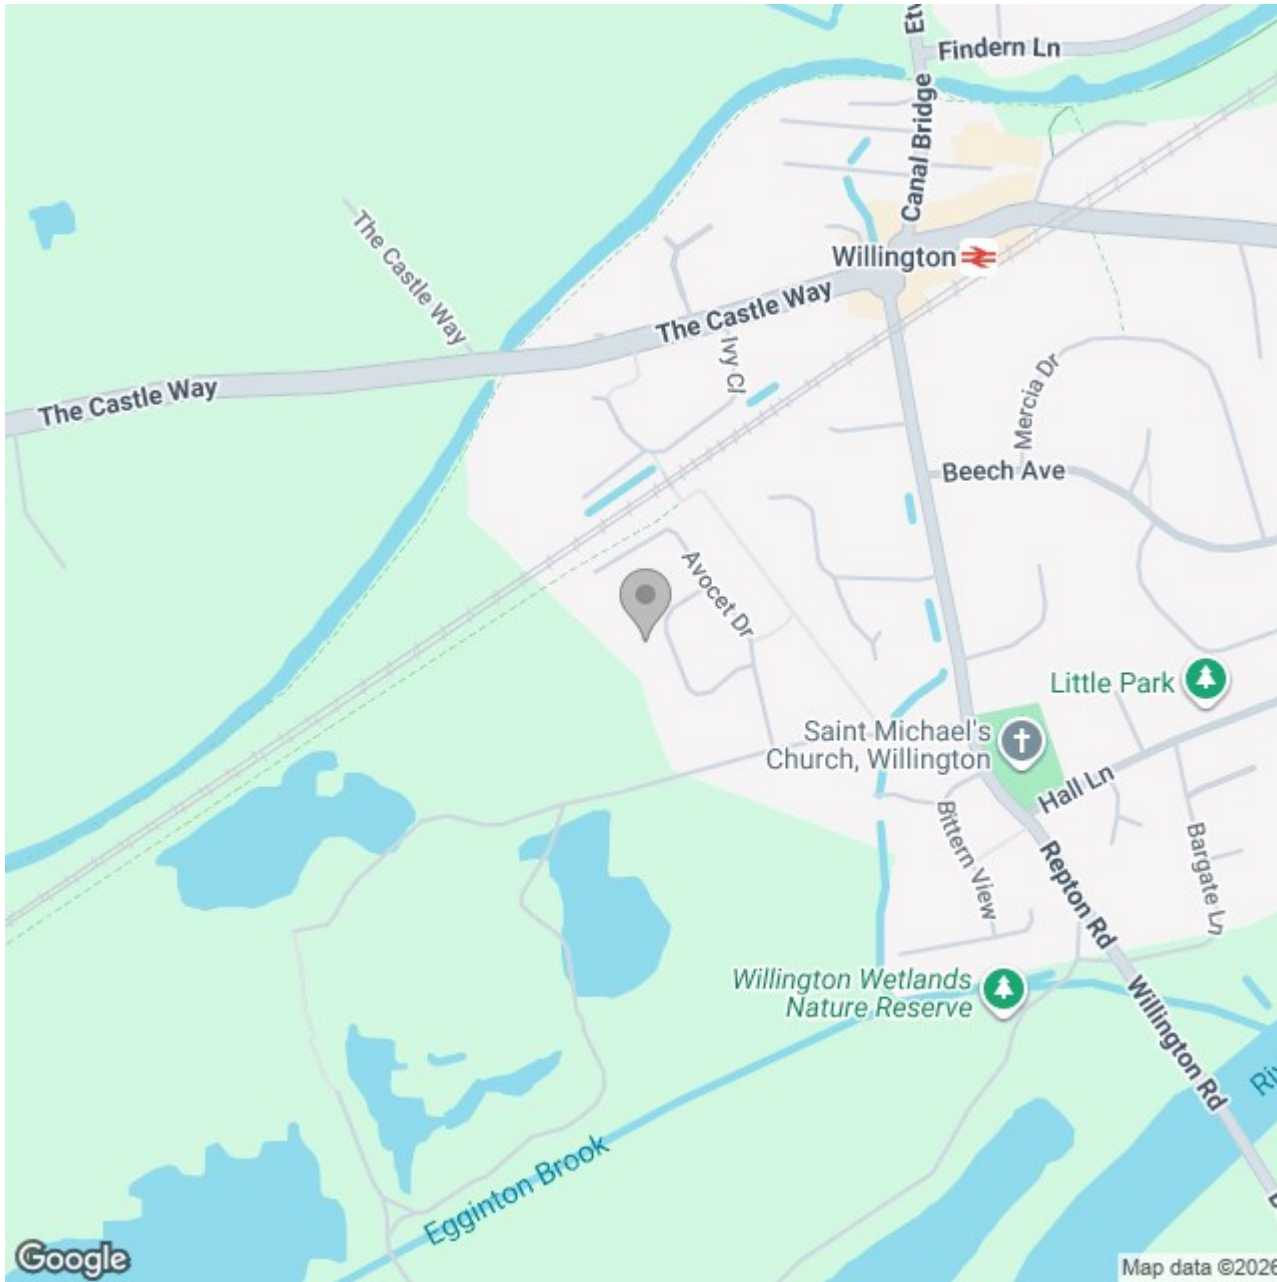 Findern Ln
Canal Bridge
Willington
The Castle Way
The Castle Way
The Castle Way
Ivy Cl
Mercia Dr
Beech Ave
Avocet Dr
Little Park
Saint Michael's
Church, Willington
Hall Ln
Bittern View
Bargate Ln
Repton Rd
Willington Wetlands
Nature Reserve
Willington Rd
Egginton Brook
Google
Map data ©2026